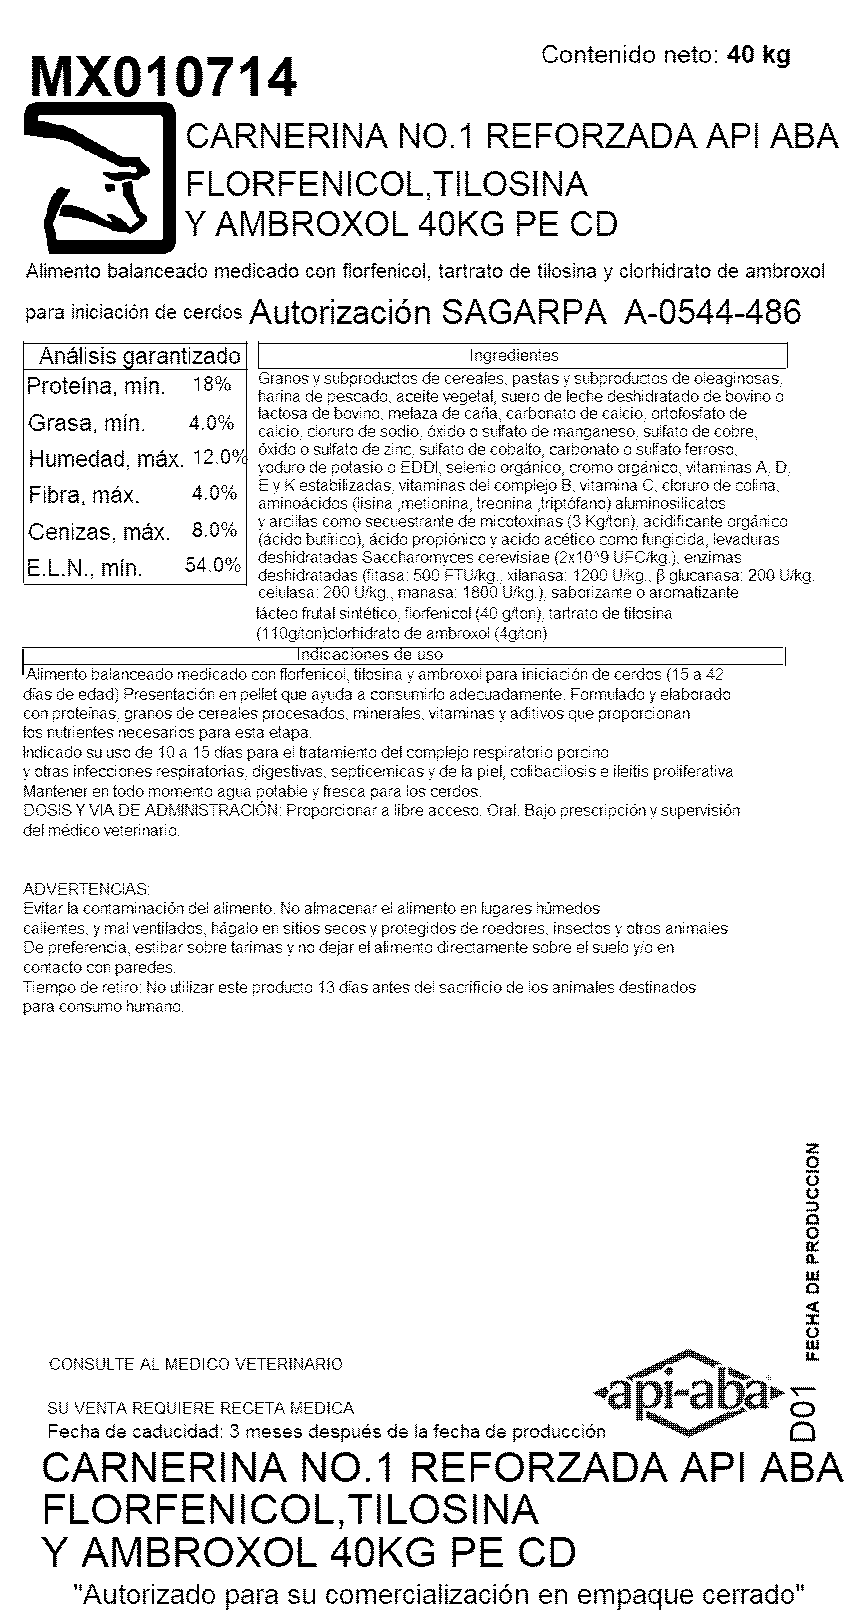 Contenido neto: 40 kg
MX010714
CARNERINA NO.1 REFORZADA API ABA
FLORFENICOL,TILOSINA
Y AMBROXOL 40KG PE CD
Alimento balanceado medicado con florfenicol, tartrato de tilosina y clorhidrato de ambroxol
para iniciación de cerdos Autorización SAGARPA A-0544-486
Análisis garantizado
Proteína, mín. 18%
Grasa, mín. 4.0%
Humedad, máx. 12.0%
Fibra, máx. 4.0%
Cenizas, máx. 8.0%
E.L.N., mín. 54.0%
Ingredientes
Granos y subproductos de cereales, pastas y subproductos de oleaginosas,
harina de pescado, aceite vegetal, suero de leche deshidratado de bovino o
lactosa de bovino, melaza de caña, carbonato de calcio, ortofosfato de
calcio, cloruro de sodio, óxido o sulfato de manganeso, sulfato de cobre,
óxido o sulfato de zinc, sulfato de cobalto, carbonato o sulfato ferroso,
yoduro de potasio o EDDI, selenio orgánico, cromo orgánico, vitaminas A, D,
E y K estabilizadas, vitaminas del complejo B, vitamina C, cloruro de colina,
aminoácidos (lisina ,metionina, treonina ,triptófano) aluminosilicatos
y arcillas como secuestrante de micotoxinas (3 Kg/ton), acidificante orgánico
(ácido butírico), ácido propiónico y acido acético como fungicida, levaduras
deshidratadas Saccharomyces cerevisiae (2x10^9 UFC/kg.), enzimas
deshidratadas (fitasa: 500 FTU/kg., xilanasa: 1200 U/kg., β glucanasa: 200 U/kg.
celulasa: 200 U/kg., manasa: 1800 U/kg.), saborizante o aromatizante
lácteo frutal sintético, florfenicol (40 g/ton), tartrato de tilosina
(110g/ton)clorhidrato de ambroxol (4g/ton)
Indicaciones de uso
Alimento balanceado medicado con florfenicol, tilosina y ambroxol para iniciación de cerdos (15 a 42
días de edad) Presentación en pellet que ayuda a consumirlo adecuadamente. Formulado y elaborado
con proteínas, granos de cereales procesados, minerales, vitaminas y aditivos que proporcionan
los nutrientes necesarios para esta etapa.
Indicado su uso de 10 a 15 días para el tratamiento del complejo respiratorio porcino
y otras infecciones respiratorias, digestivas, septicemicas y de la piel, colibacilosis e ileitis proliferativa
Mantener en todo momento agua potable y fresca para los cerdos.
DOSIS Y VIA DE ADMINISTRACIÓN: Proporcionar a libre acceso. Oral. Bajo prescripción y supervisión
del médico veterinario.
ADVERTENCIAS:
Evitar la contaminación del alimento. No almacenar el alimento en lugares húmedos
calientes, y mal ventilados, hágalo en sitios secos y protegidos de roedores, insectos y otros animales
De preferencia, estibar sobre tarimas y no dejar el alimento directamente sobre el suelo y/o en
contacto con paredes.
Tiempo de retiro: No utilizar este producto 13 días antes del sacrificio de los animales destinados
para consumo humano.
FECHA DE PRODUCCION
D01
CONSULTE AL MEDICO VETERINARIO
api-aba
SU VENTA REQUIERE RECETA MEDICA
Fecha de caducidad: 3 meses después de la fecha de producción
CARNERINA NO.1 REFORZADA API ABA
FLORFENICOL,TILOSINA
Y AMBROXOL 40KG PE CD
"Autorizado para su comercialización en empaque cerrado"